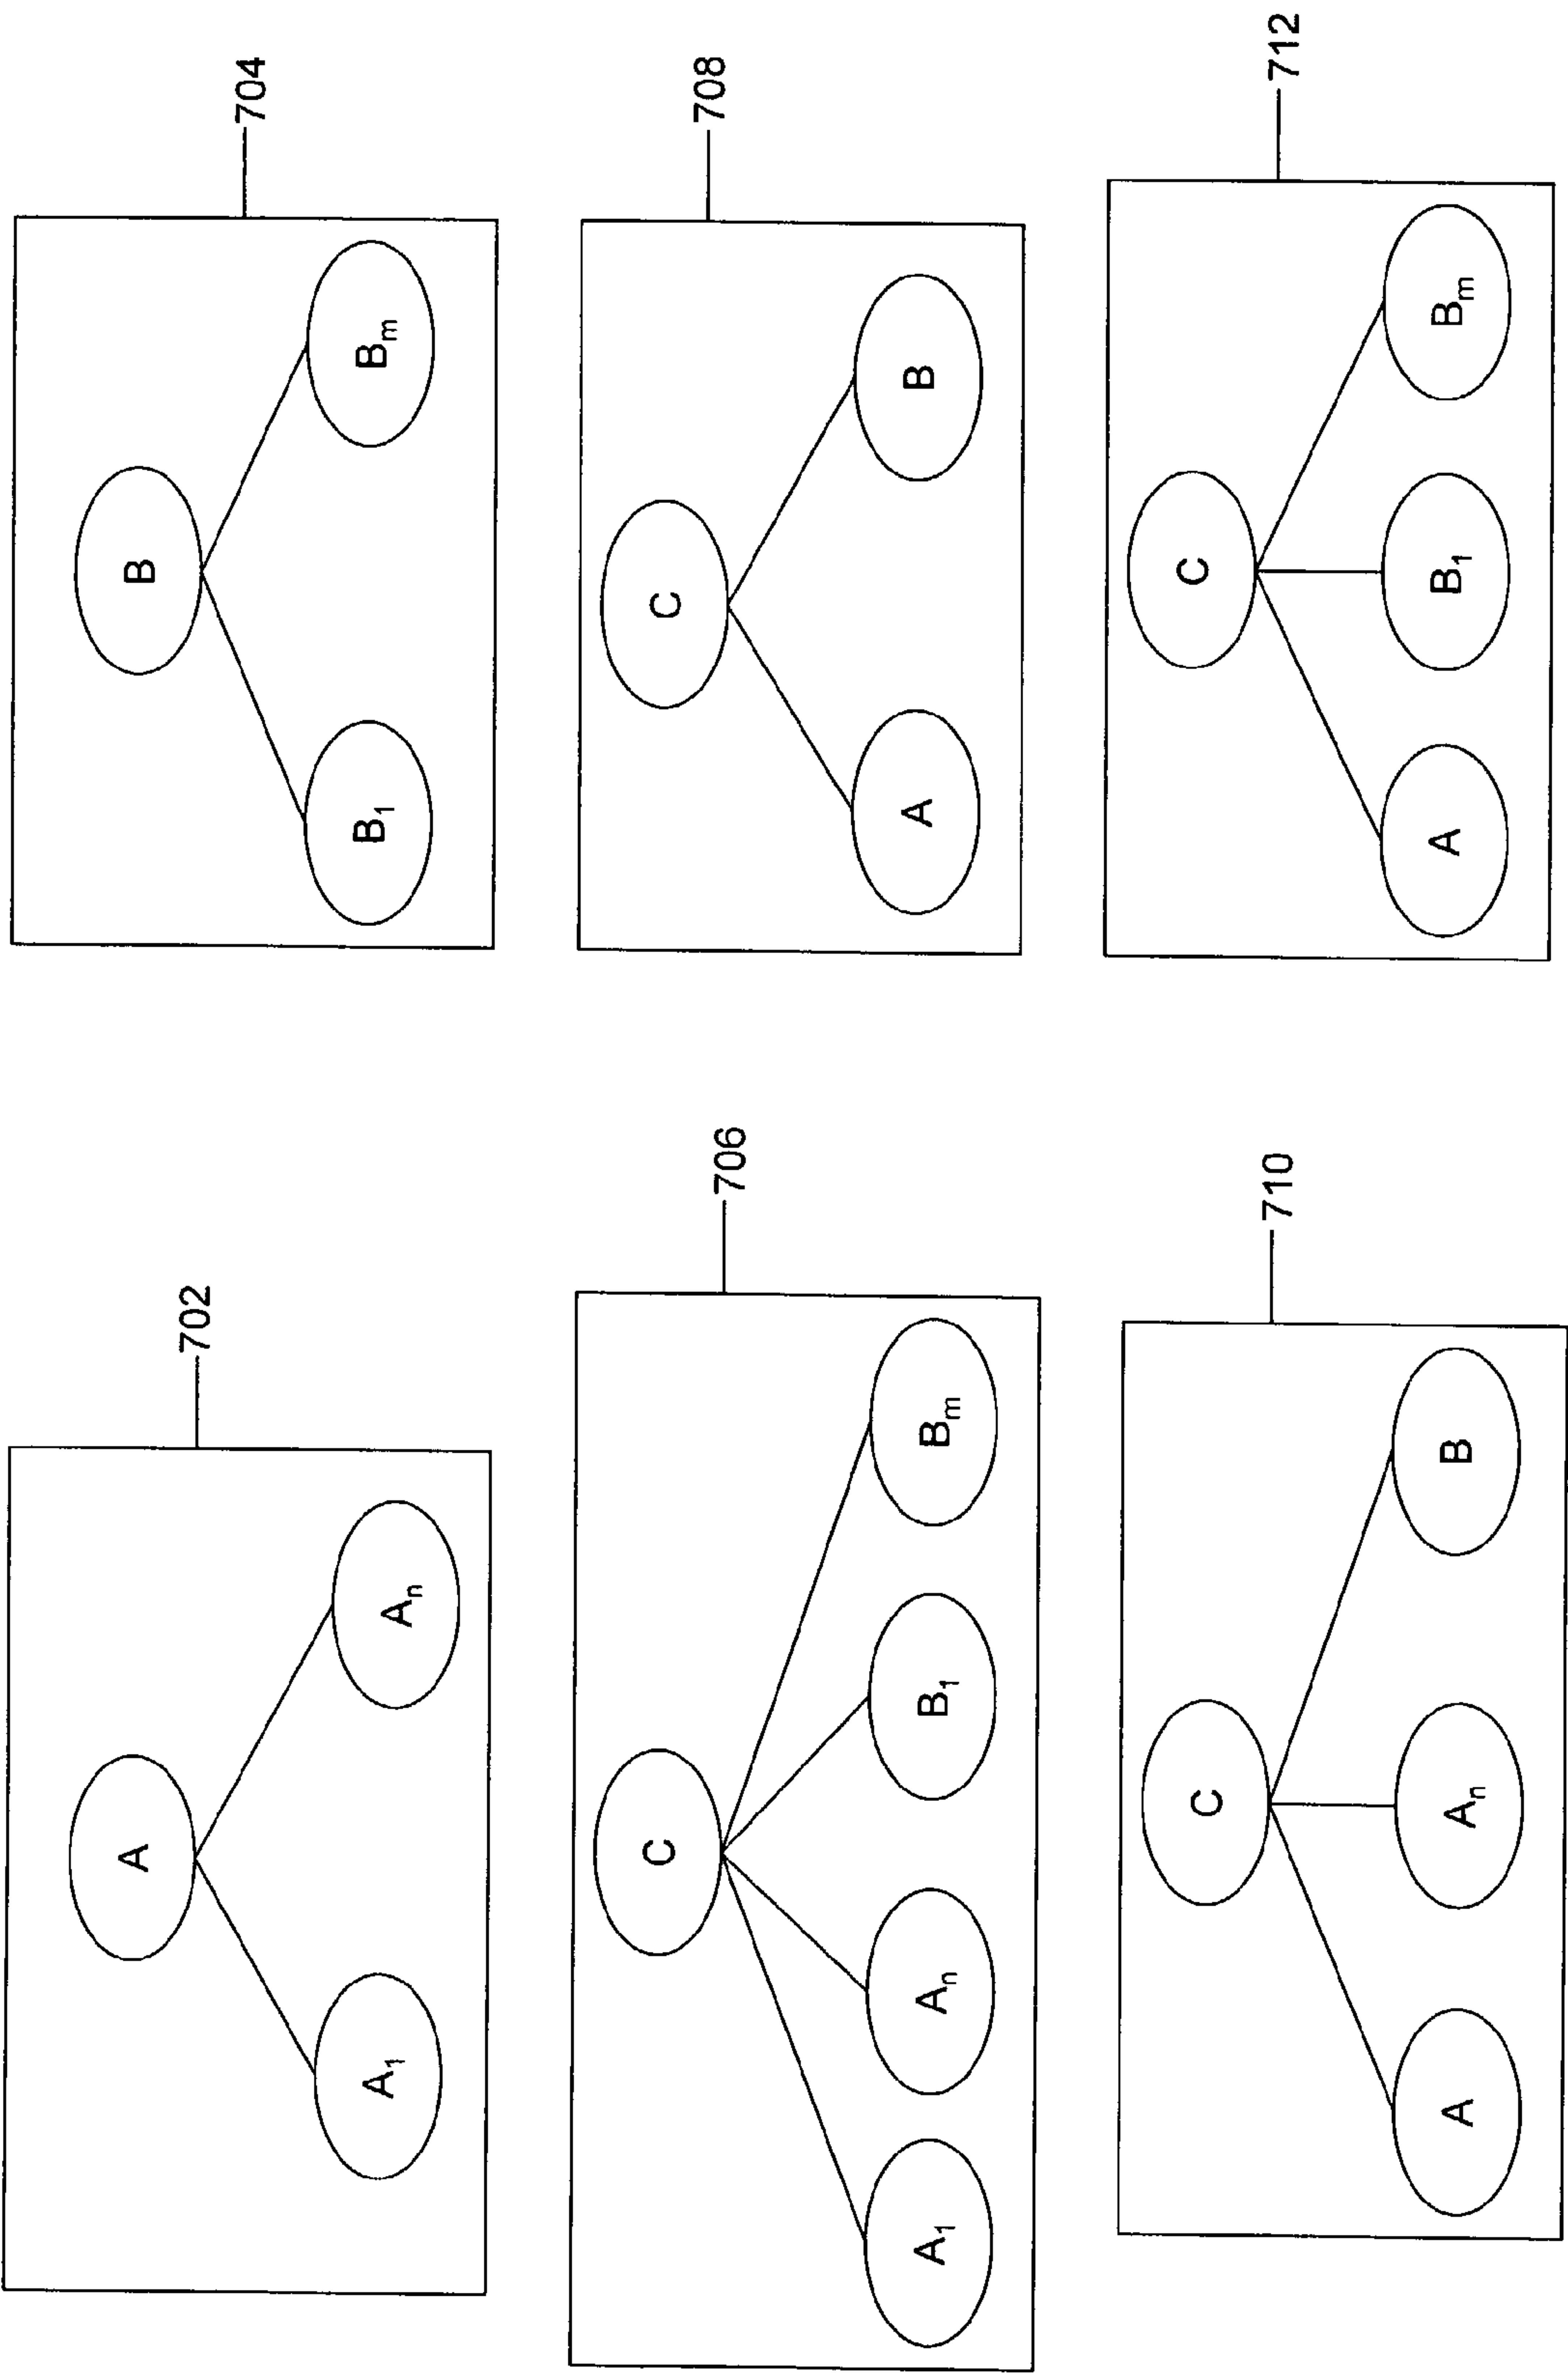 702
A
A₁ Aₙ
704
B
B₁ Bₘ
706
C
A₁ Aₙ B₁ Bₘ
708
C
A B
710
C
A Aₙ B
712
C
A B₁ Bₘ